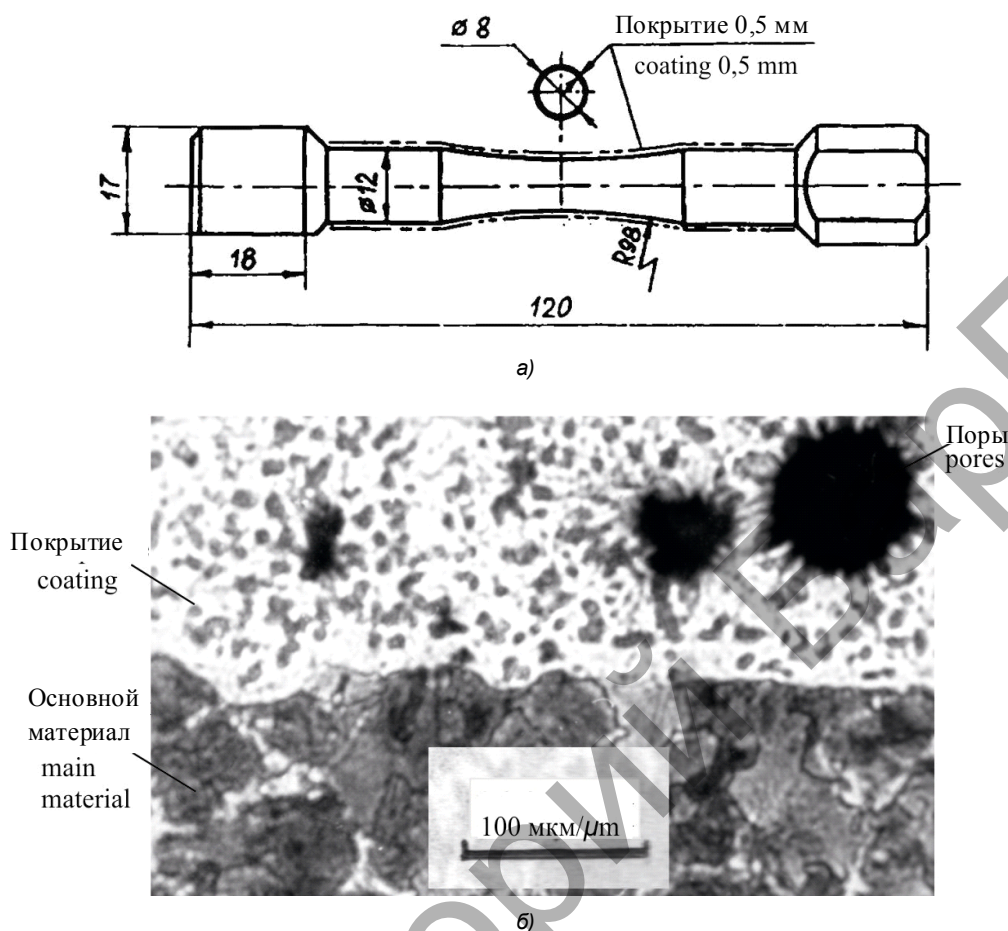 ø 8
Покрытие 0,5 мм
coating 0,5 mm
17
ø12
18
R98
120
а)
Поры
pores
Покрытие
coating
Основной
материал
main
material
100 мкм/µm
б)